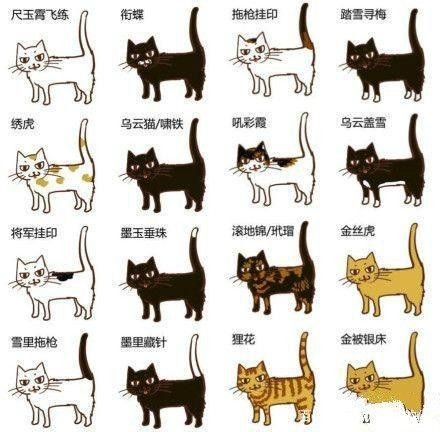 尺玉霄飞练
衔蝶
拖枪挂印
踏雪寻梅
绣虎
乌云猫/啸铁
吼彩霞
乌云盖雪
将军挂印
墨玉垂珠
滚地锦/玳瑁
金丝虎
雪里拖枪
墨里藏针
狸花
金被银床